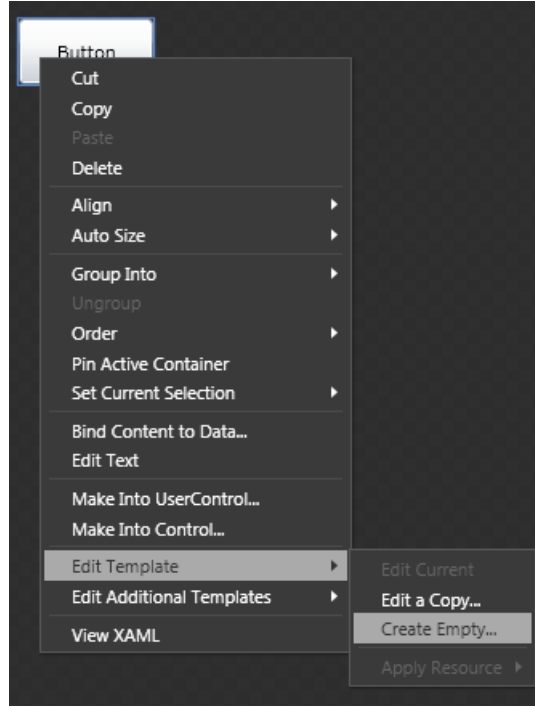 Button
Cut
Copy
Paste
Delete
Align
Auto Size
Group Into
Ungroup
Order
Pin Active Container
Set Current Selection
Bind Content to Data...
Edit Text
Make Into UserControl...
Make Into Control...
Edit Template
Edit Additional Templates
View XAML
Edit Current
Edit a Copy...
Create Empty...
Apply Resource